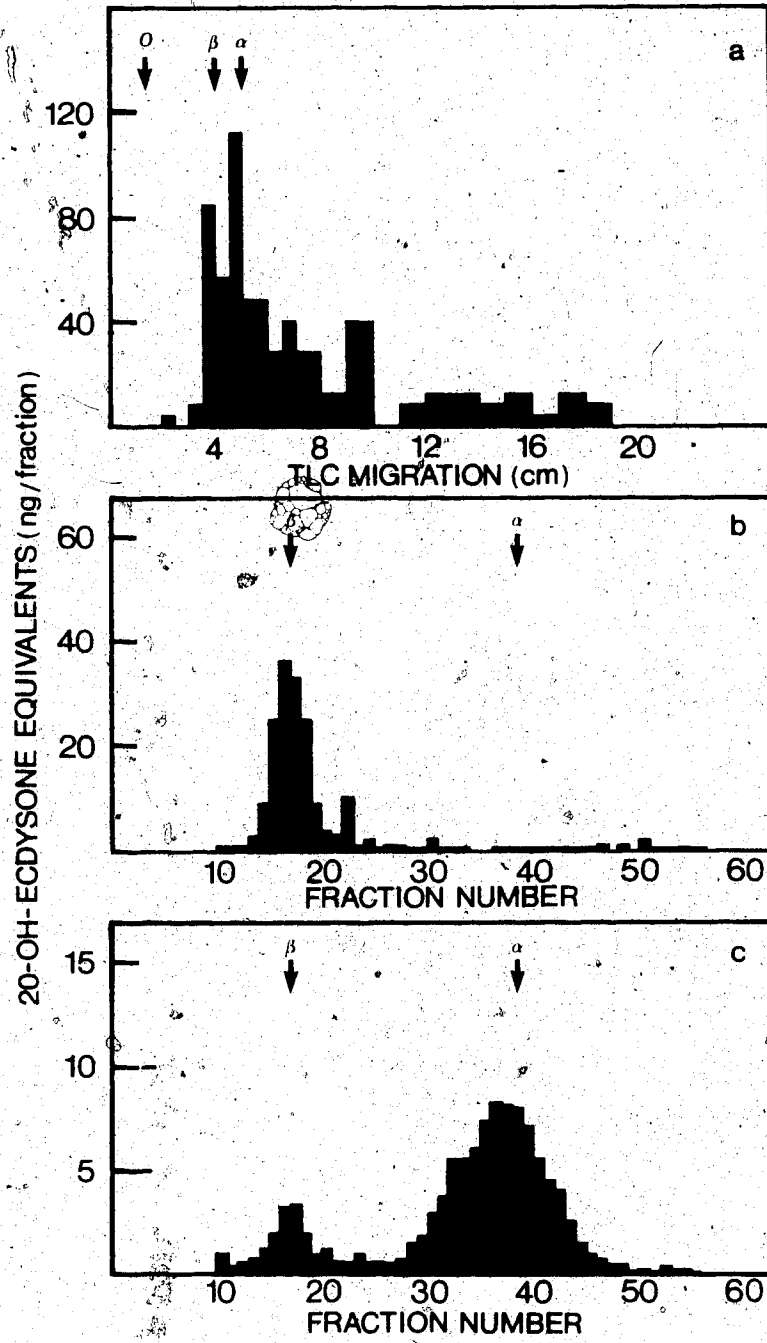 O β α a
120
80
40
4 8 12 16 20
TLC MIGRATION (cm)
20-OH-ECDYSONE EQUIVALENTS (ng/fraction)
β α b
60
40
20
10 20 30 40 50 60
FRACTION NUMBER
β α c
15
10
5
10 20 30 40 50 60
FRACTION NUMBER